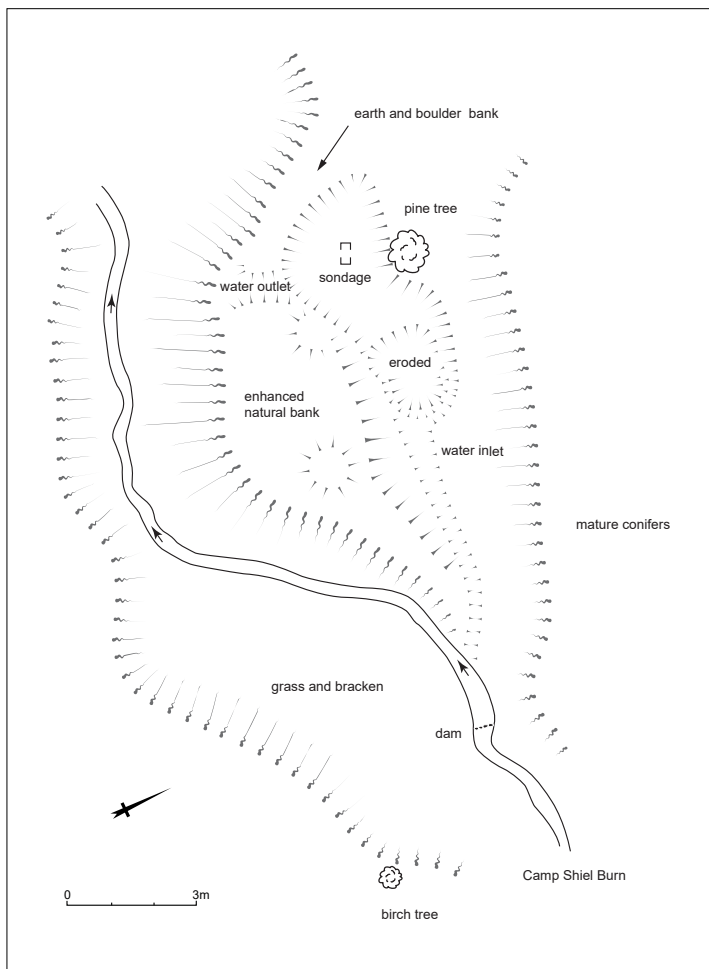 earth and boulder bank
pine tree
sondage
water outlet
eroded
enhanced
natural bank
water inlet
mature conifers
grass and bracken
dam
0 3m
Camp Shiel Burn
birch tree